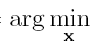 = arg min
x